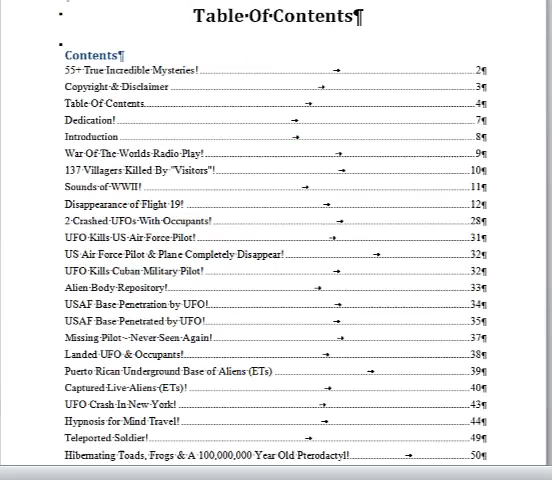 Table Of Contents¶
Contents¶
55+ True Incredible Mysteries! → 2¶
Copyright & Disclaimer → 3¶
Table Of Contents → 4¶
Dedication! → 7¶
Introduction → 8¶
War Of The Worlds Radio Play! → 9¶
137 Villagers Killed By "Visitors"! → 10¶
Sounds of WWII! → 11¶
Disappearance of Flight 19! → 12¶
2 Crashed UFOs With Occupants! → 28¶
UFO Kills US Air Force Pilot! → 31¶
US Air Force Pilot & Plane Completely Disappear! → 32¶
UFO Kills Cuban Military Pilot! → 32¶
Alien Body Repository! → 33¶
USAF Base Penetration by UFO! → 34¶
USAF Base Penetrated by UFO! → 35¶
Missing Pilot ~ Never Seen Again! → 37¶
Landed UFO & Occupants! → 38¶
Puerto Rican Underground Base of Aliens (ETs) → 39¶
Captured Live Aliens (ETs)! → 40¶
UFO Crash In New York! → 43¶
Hypnosis for Mind Travel! → 44¶
Teleported Soldier! → 49¶
Hibernating Toads, Frogs & A 100,000,000 Year Old Pterodactyl! → 50¶